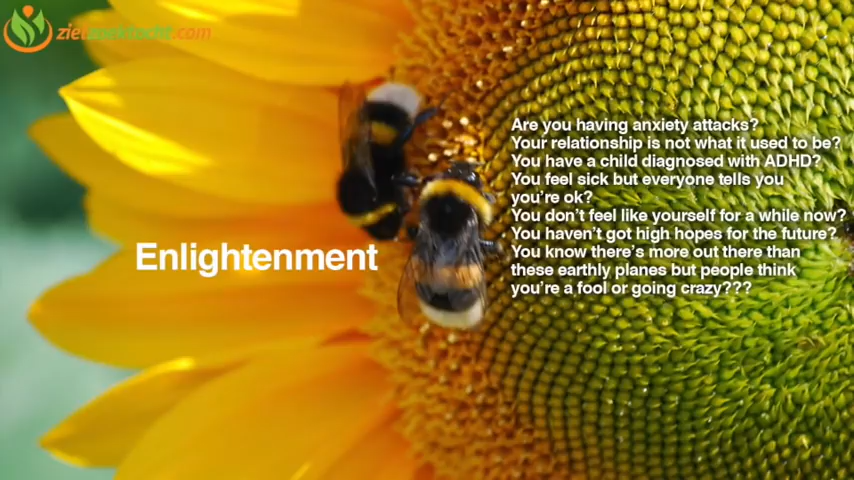 zielzoektocht.com
Enlightenment
Are you having anxiety attacks?
Your relationship is not what it used to be?
You have a child diagnosed with ADHD?
You feel sick but everyone tells you
you're ok?
You don't feel like yourself for a while now?
You haven't got high hopes for the future?
You know there's more out there than
these earthly planes but people think
you're a fool or going crazy???